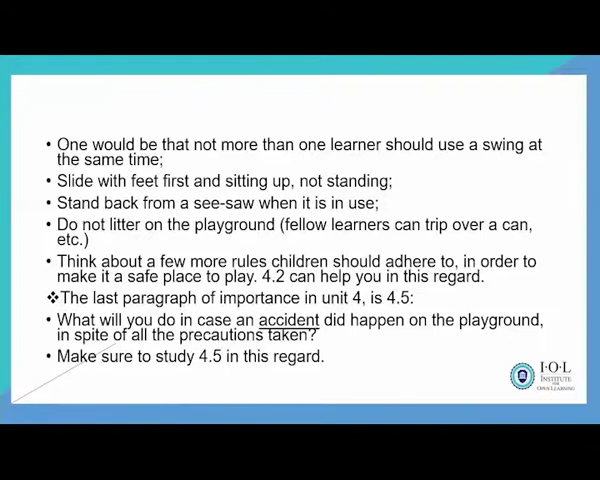 • One would be that not more than one learner should use a swing at
the same time;
• Slide with feet first and sitting up, not standing;
• Stand back from a see-saw when it is in use;
• Do not litter on the playground (fellow learners can trip over a can,
etc.)
• Think about a few more rules children should adhere to, in order to
make it a safe place to play. 4.2 can help you in this regard.
❖The last paragraph of importance in unit 4, is 4.5:
• What will you do in case an accident did happen on the playground,
in spite of all the precautions taken?
• Make sure to study 4.5 in this regard.
I·O·L
INSTITUTE
FOR
OPEN LEARNING